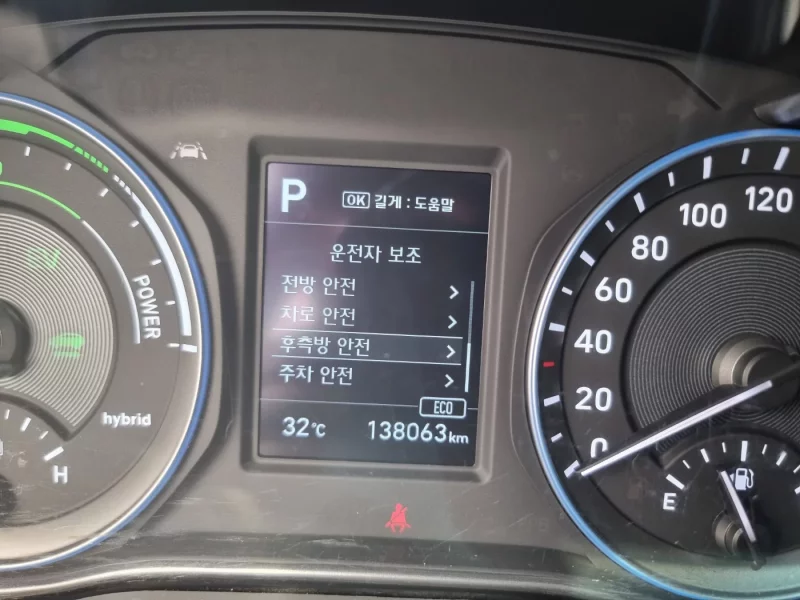 P
OK 길게 : 도움말
운전자 보조
전방 안전
차로 안전
후측방 안전
주차 안전
ECO
32℃ 138063km
POWER
hybrid
H
0
20
40
60
80
100
120
E